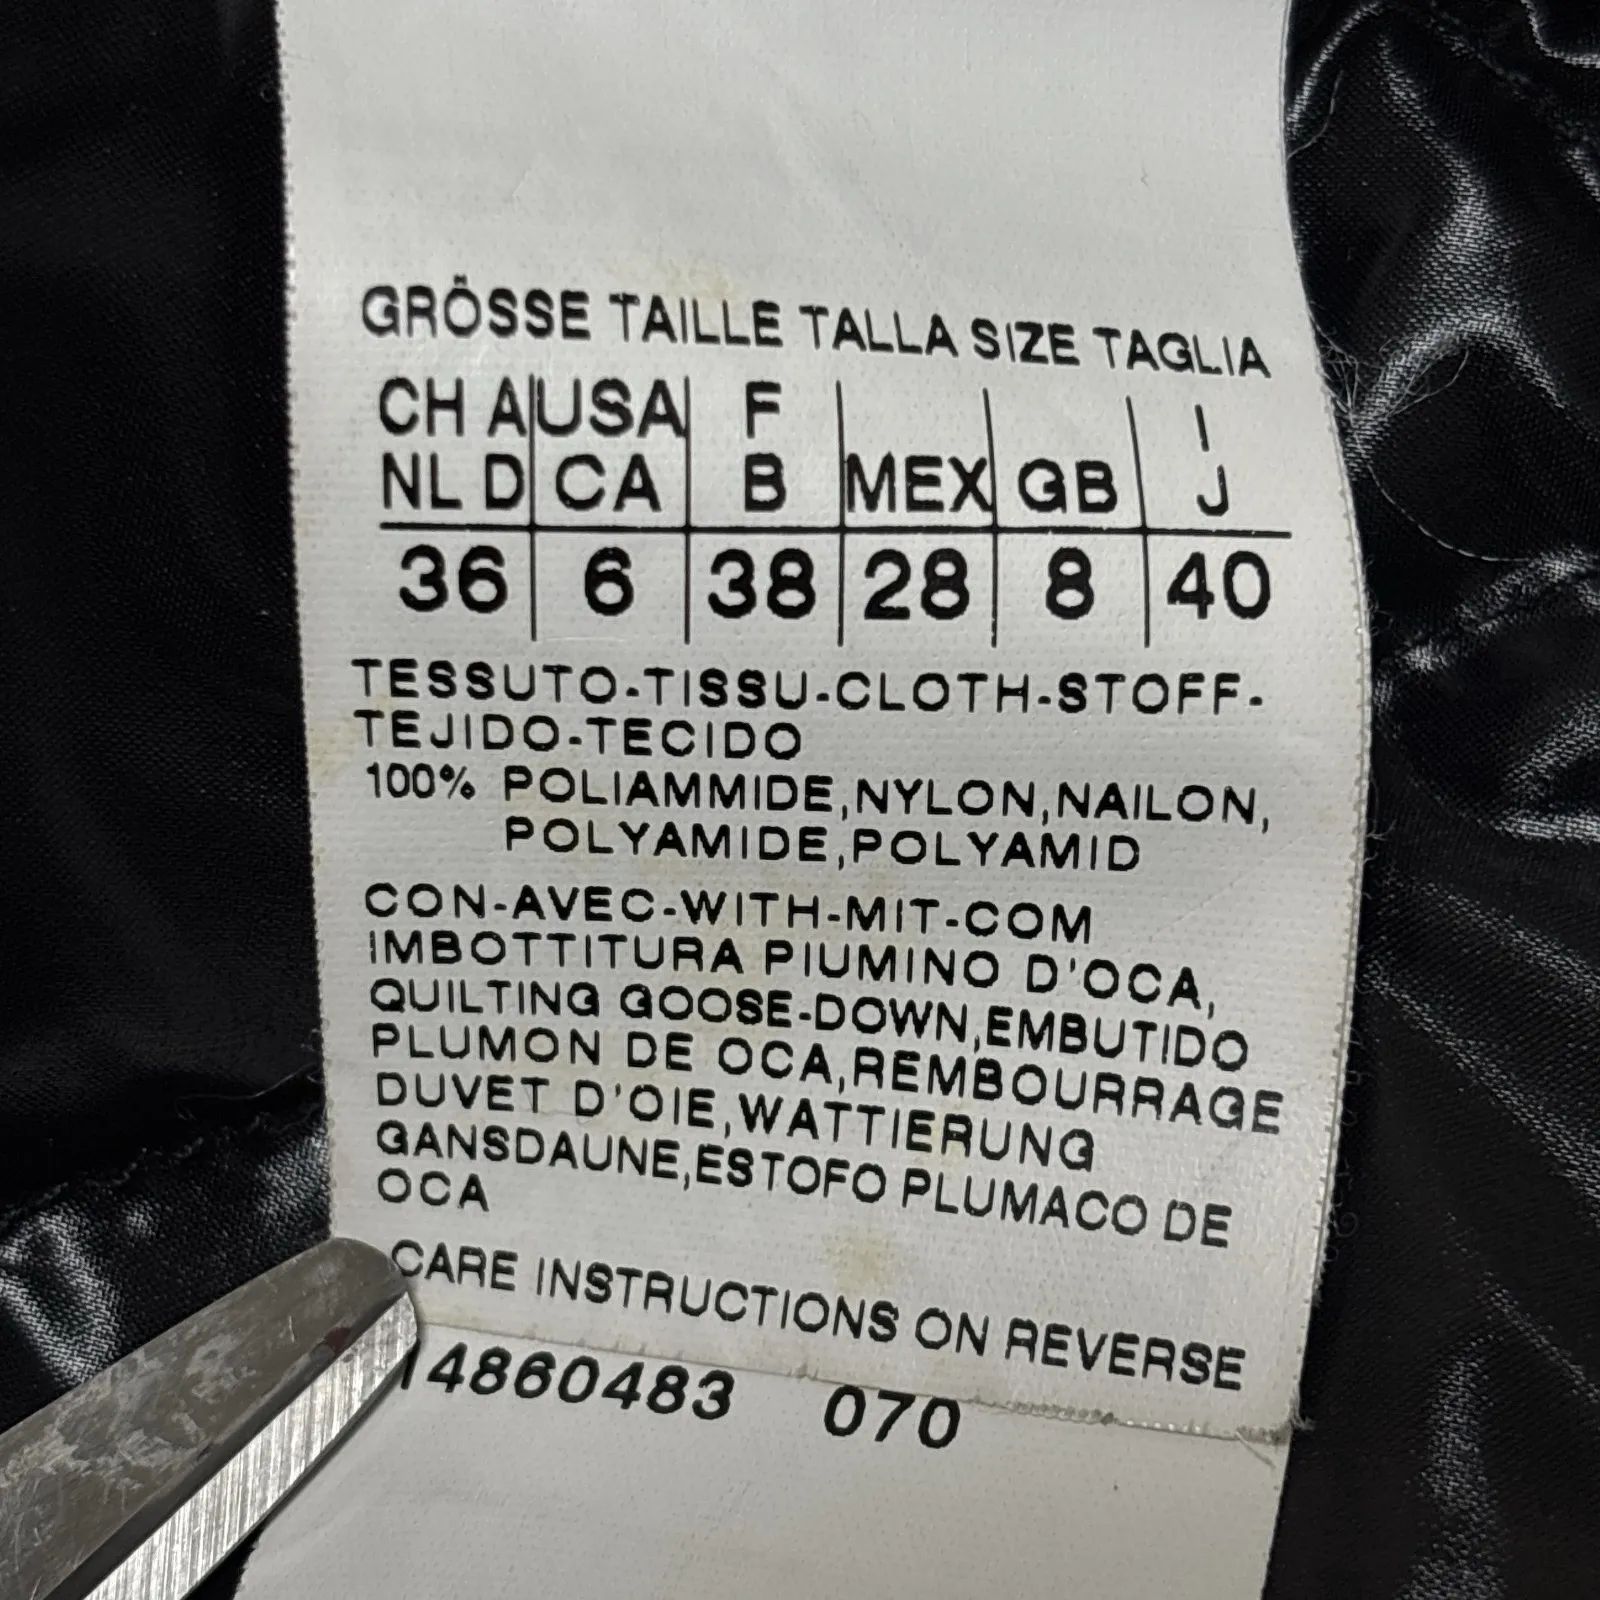 GRÖSSE TAILLE TALLA SIZE TAGLIA
CH A USA F I
NL D CA B MEX GB J
36 6 38 28 8 40
TESSUTO-TISSU-CLOTH-STOFF-
TEJIDO-TECIDO
100% POLIAMMIDE,NYLON,NAILON,
POLYAMIDE,POLYAMID
CON-AVEC-WITH-MIT-COM
IMBOTTITURA PIUMINO D'OCA,
QUILTING GOOSE-DOWN,EMBUTIDO
PLUMON DE OCA,REMBOURRAGE
DUVET D'OIE,WATTIERUNG
GANSDAUNE,ESTOFO PLUMACO DE
OCA
CARE INSTRUCTIONS ON REVERSE
14860483 070